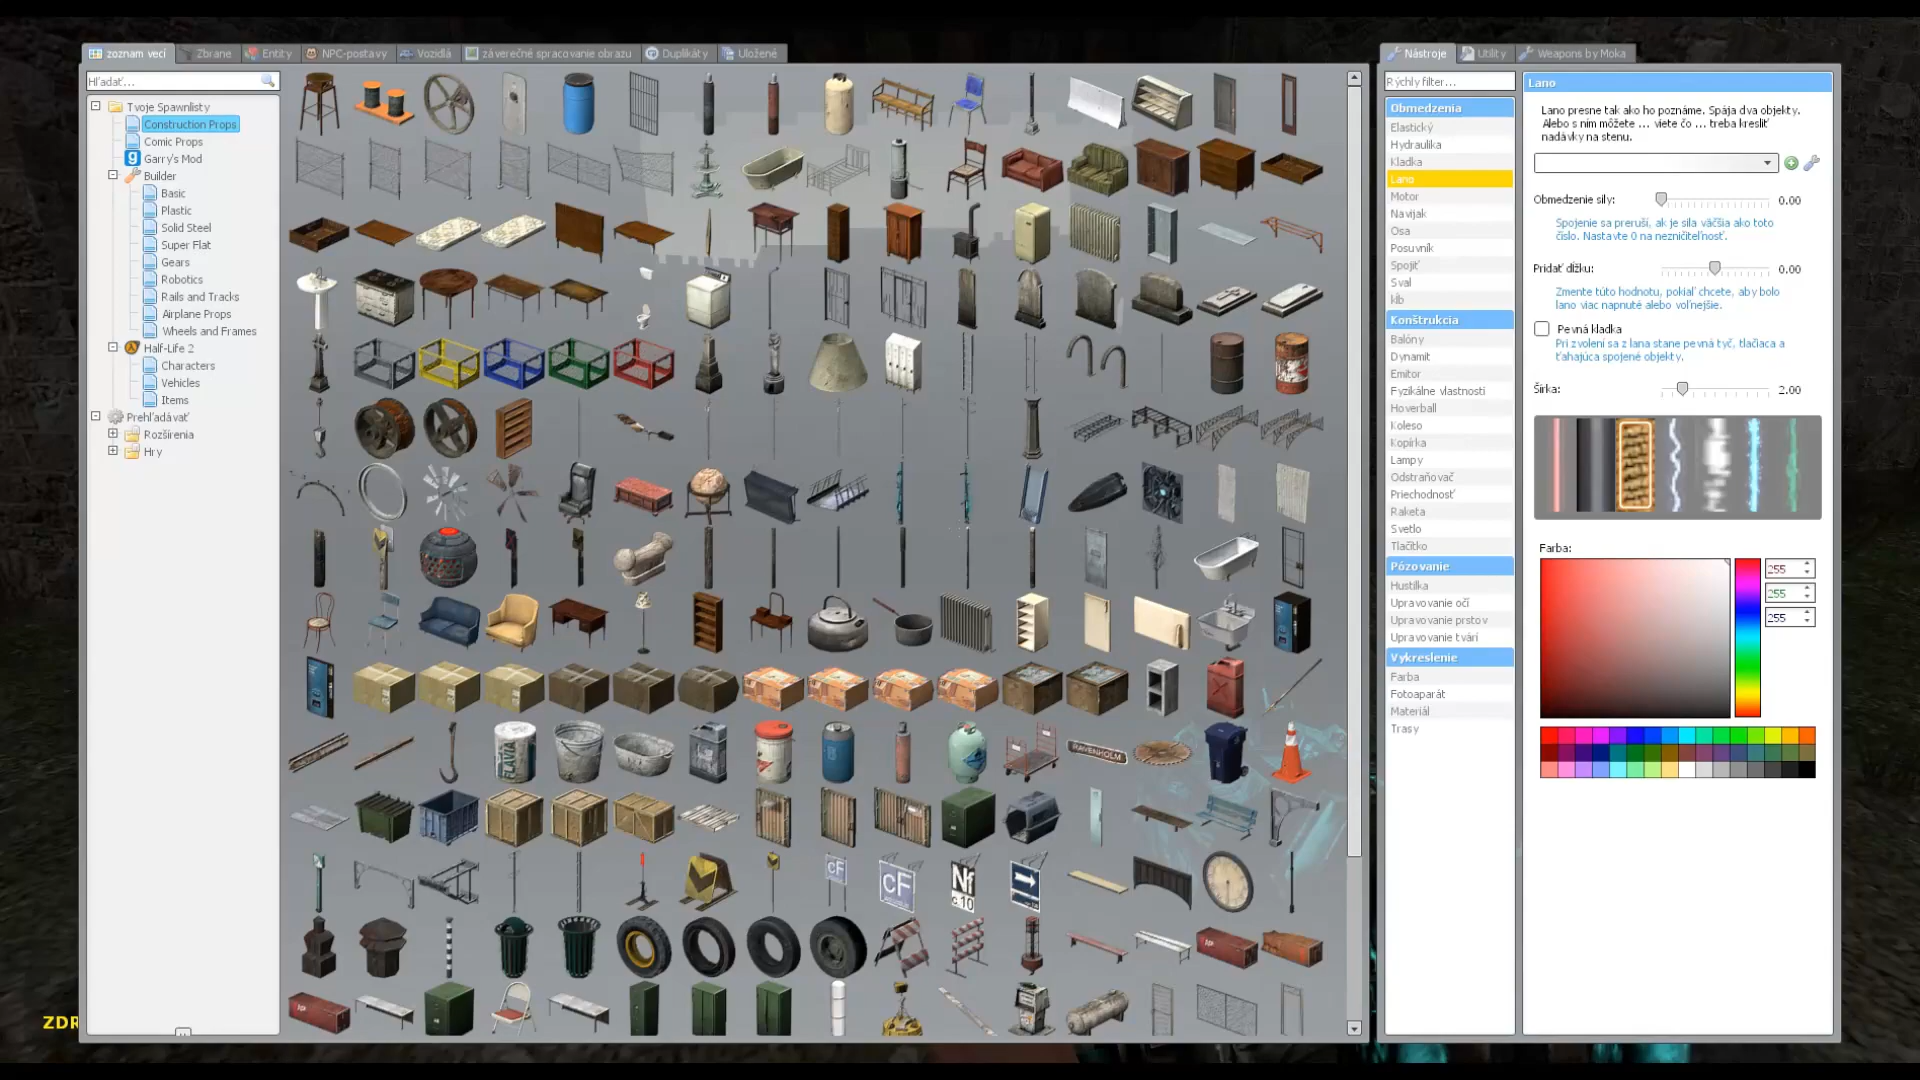 zoznam vecí
Zbrane
Entity
NPC-postavy
Vozidlá
záverečné spracovanie obrazu
Duplikáty
Uložené
Hľadať...
Tvoje Spawnlisty
Construction Props
Comic Props
Garry's Mod
Builder
Basic
Plastic
Solid Steel
Super Flat
Gears
Robotics
Rails and Tracks
Airplane Props
Wheels and Frames
Half-Life 2
Characters
Vehicles
Items
Prehľadávať
Rozšírenia
Hry
FLAVIA
RAVENHOLM
cF
cF
Nf
c 10
ZDR
Nástroje
Utility
Weapons by Moka
Rýchly filter...
Obmedzenia
Elastický
Hydraulika
Kladka
Lano
Motor
Navijak
Osa
Posuvník
Spojiť
Sval
kĺb
Konštrukcia
Balóny
Dynamit
Emitor
Fyzikálne vlastnosti
Hoverball
Koleso
Kopírka
Lampy
Odstraňovač
Priechodnosť
Raketa
Svetlo
Tlačítko
Pózovanie
Hustilka
Upravovanie očí
Upravovanie prstov
Upravovanie tvári
Vykreslenie
Farba
Fotoaparát
Materiál
Trasy
Lano
Lano presne tak ako ho poznáme. Spája dva objekty.
Alebo s ním môžete ... viete čo ... treba kresliť
nadávky na stenu.
Obmedzenie sily:
0.00
Spojenie sa preruší, ak je sila väčšia ako toto
číslo. Nastavte 0 na nezničiteľnosť.
Pridať dĺžku:
0.00
Zmente túto hodnotu, pokiaľ chcete, aby bolo
lano viac napnuté alebo voľnejšie.
Pevná kladka
Pri zvolení sa z lana stane pevná tyč, tlačiaca a
ťahajúca spojené objekty.
Šírka:
2.00
Farba:
255
255
255